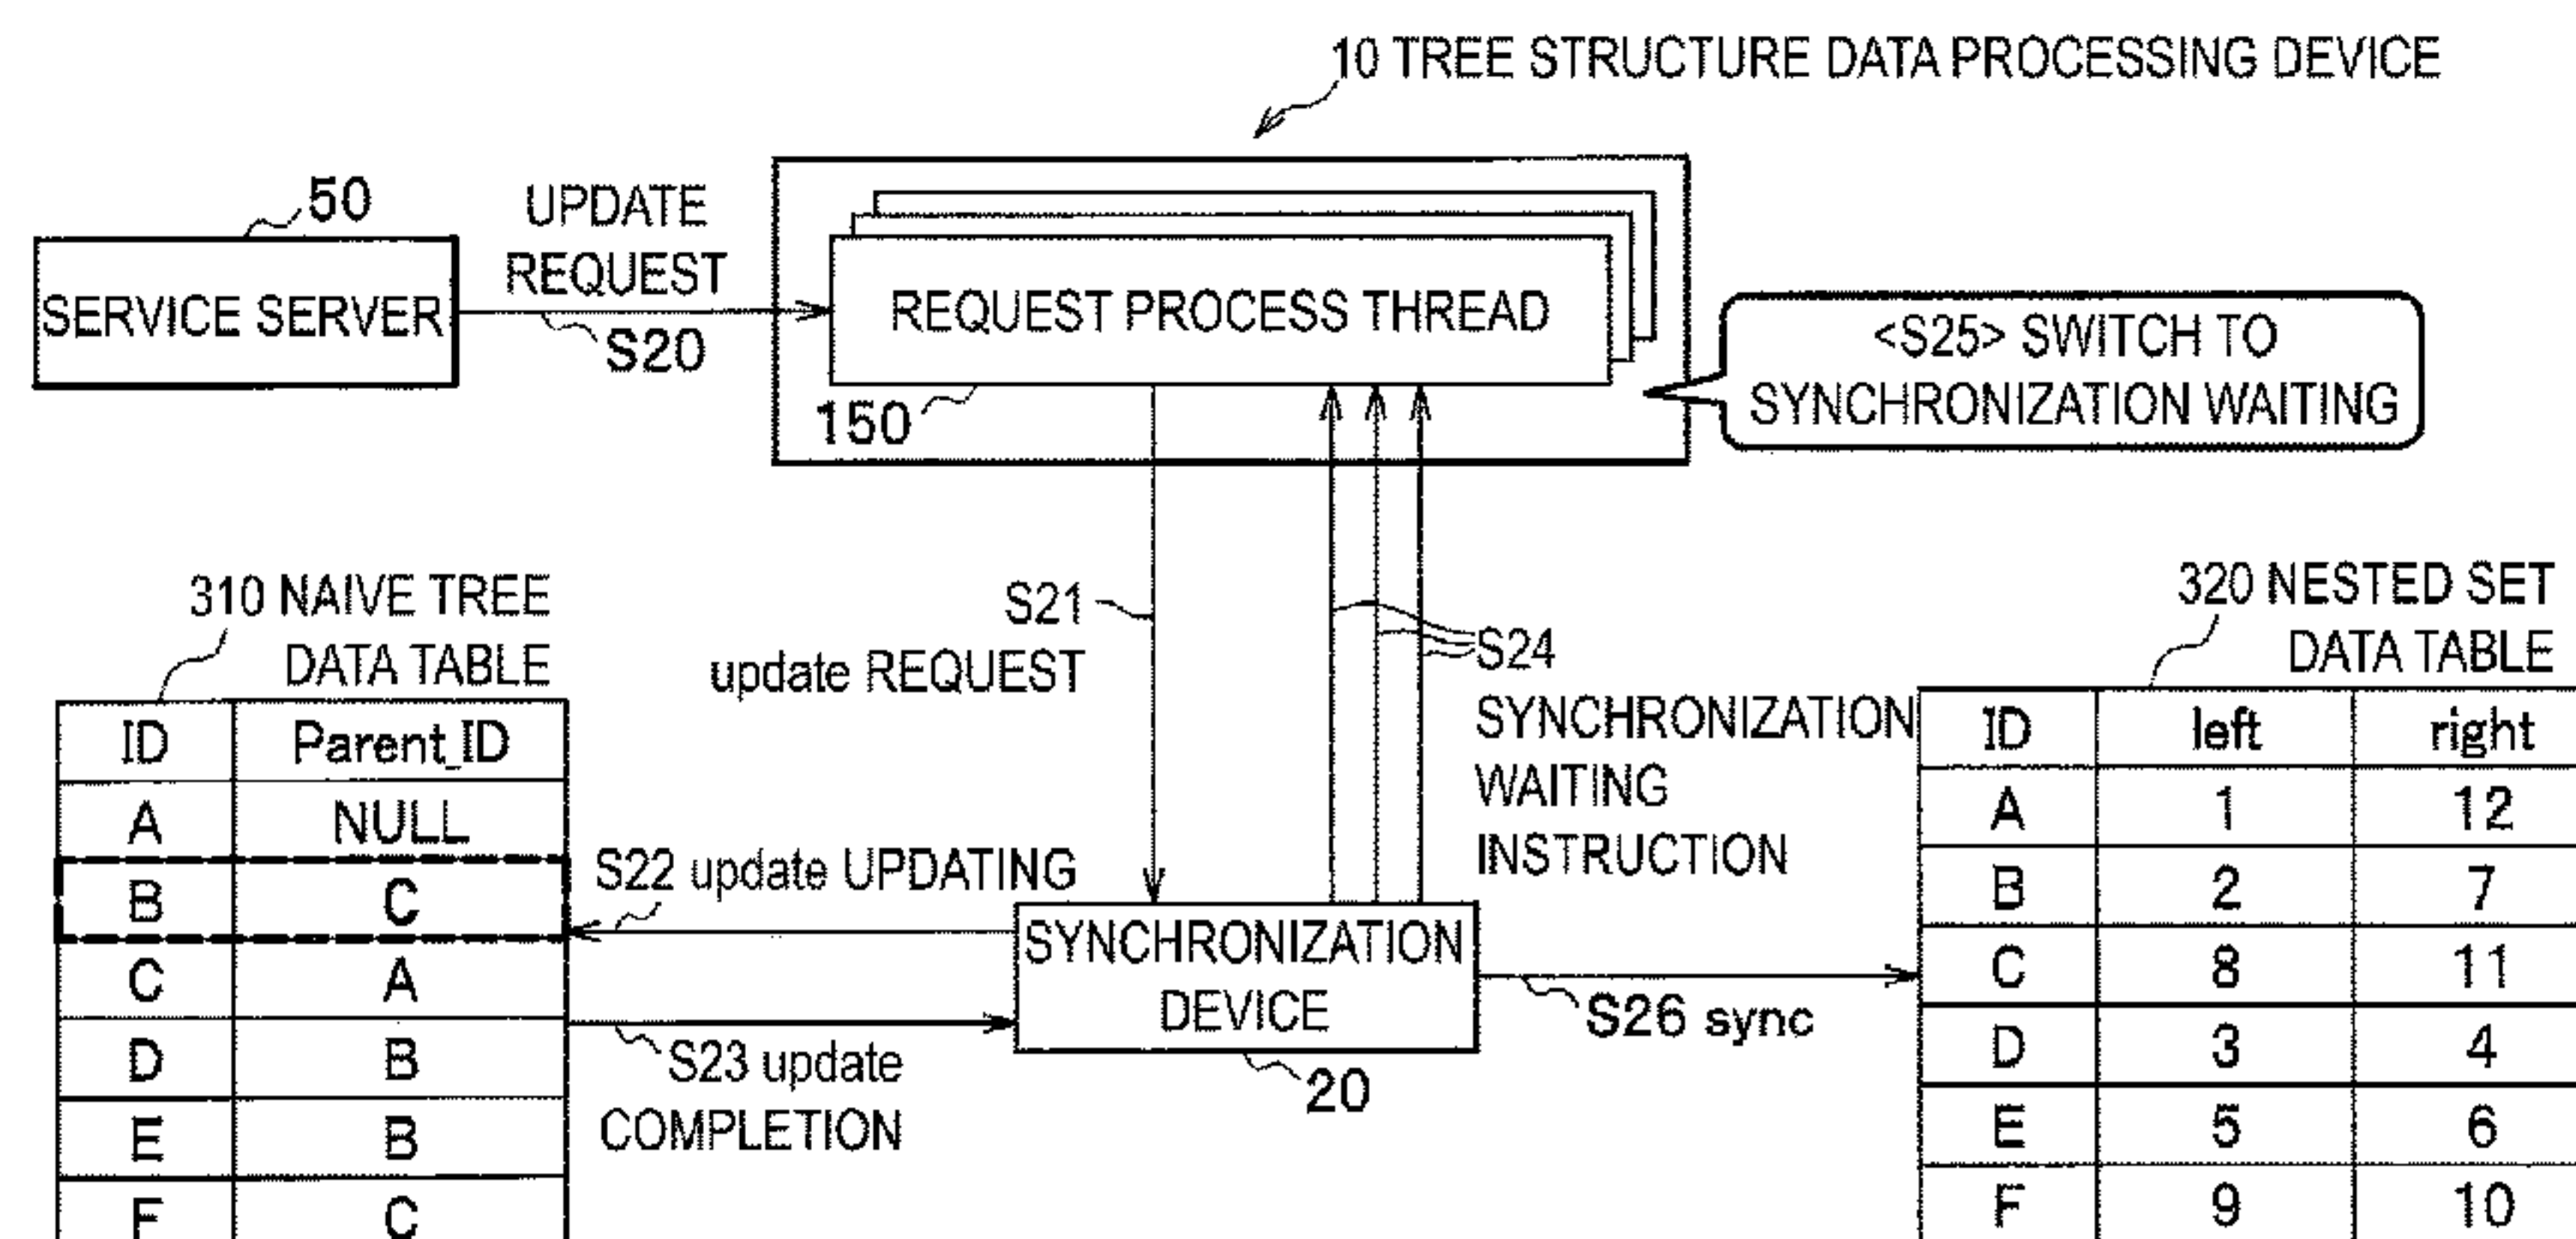 10 TREE STRUCTURE DATA PROCESSING DEVICE
50
UPDATE
REQUEST
SERVICE SERVER
S20
REQUEST PROCESS THREAD
150
<S25> SWITCH TO
SYNCHRONIZATION WAITING
310 NAIVE TREE
DATA TABLE
S21
update REQUEST
S24
SYNCHRONIZATION
WAITING
INSTRUCTION
320 NESTED SET
DATA TABLE
ID Parent_ID
A NULL
B C
C A
D B
E B
F C
S22 update UPDATING
S23 update
COMPLETION
SYNCHRONIZATION
DEVICE
20
S26 sync
ID left right
A 1 12
B 2 7
C 8 11
D 3 4
E 5 6
F 9 10